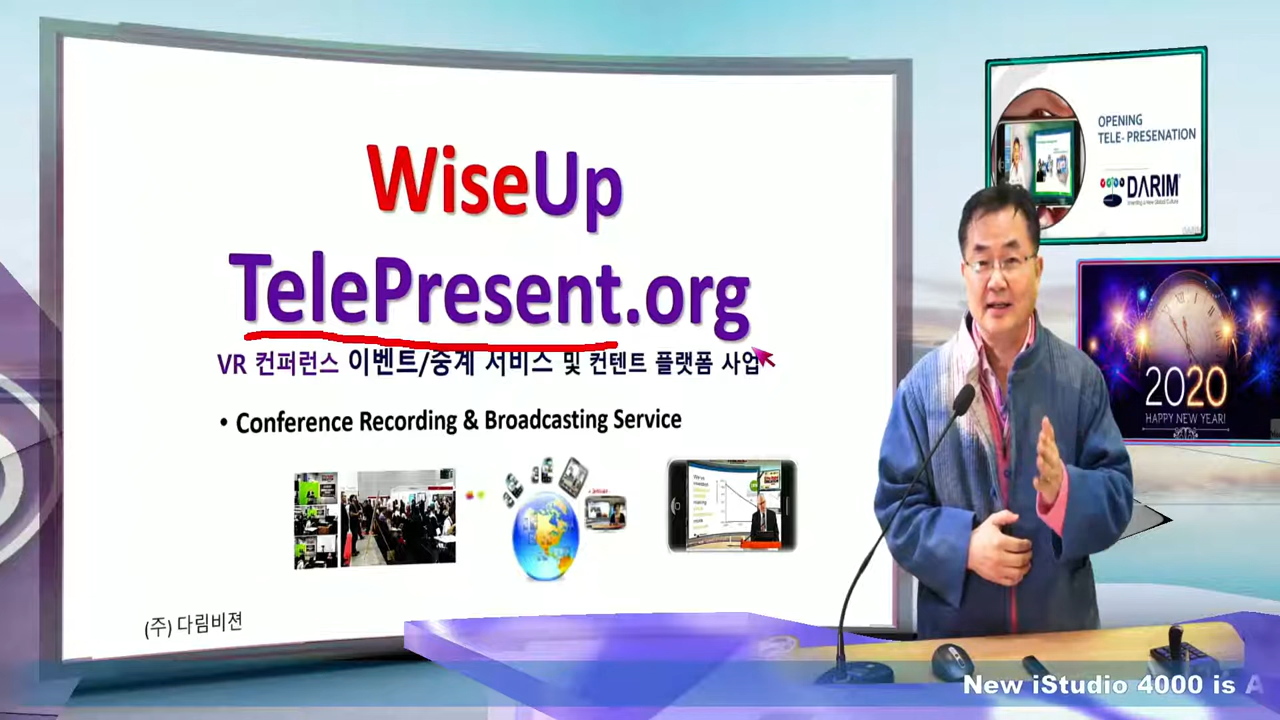 WiseUp
TelePresent.org
VR 컨퍼런스 이벤트/중계 서비스 및 컨텐트 플랫폼 사업
• Conference Recording & Broadcasting Service
(주) 다림비젼
OPENING
TELE- PRESENATION
DARIM
2020
HAPPY NEW YEAR!
New iStudio 4000 is A